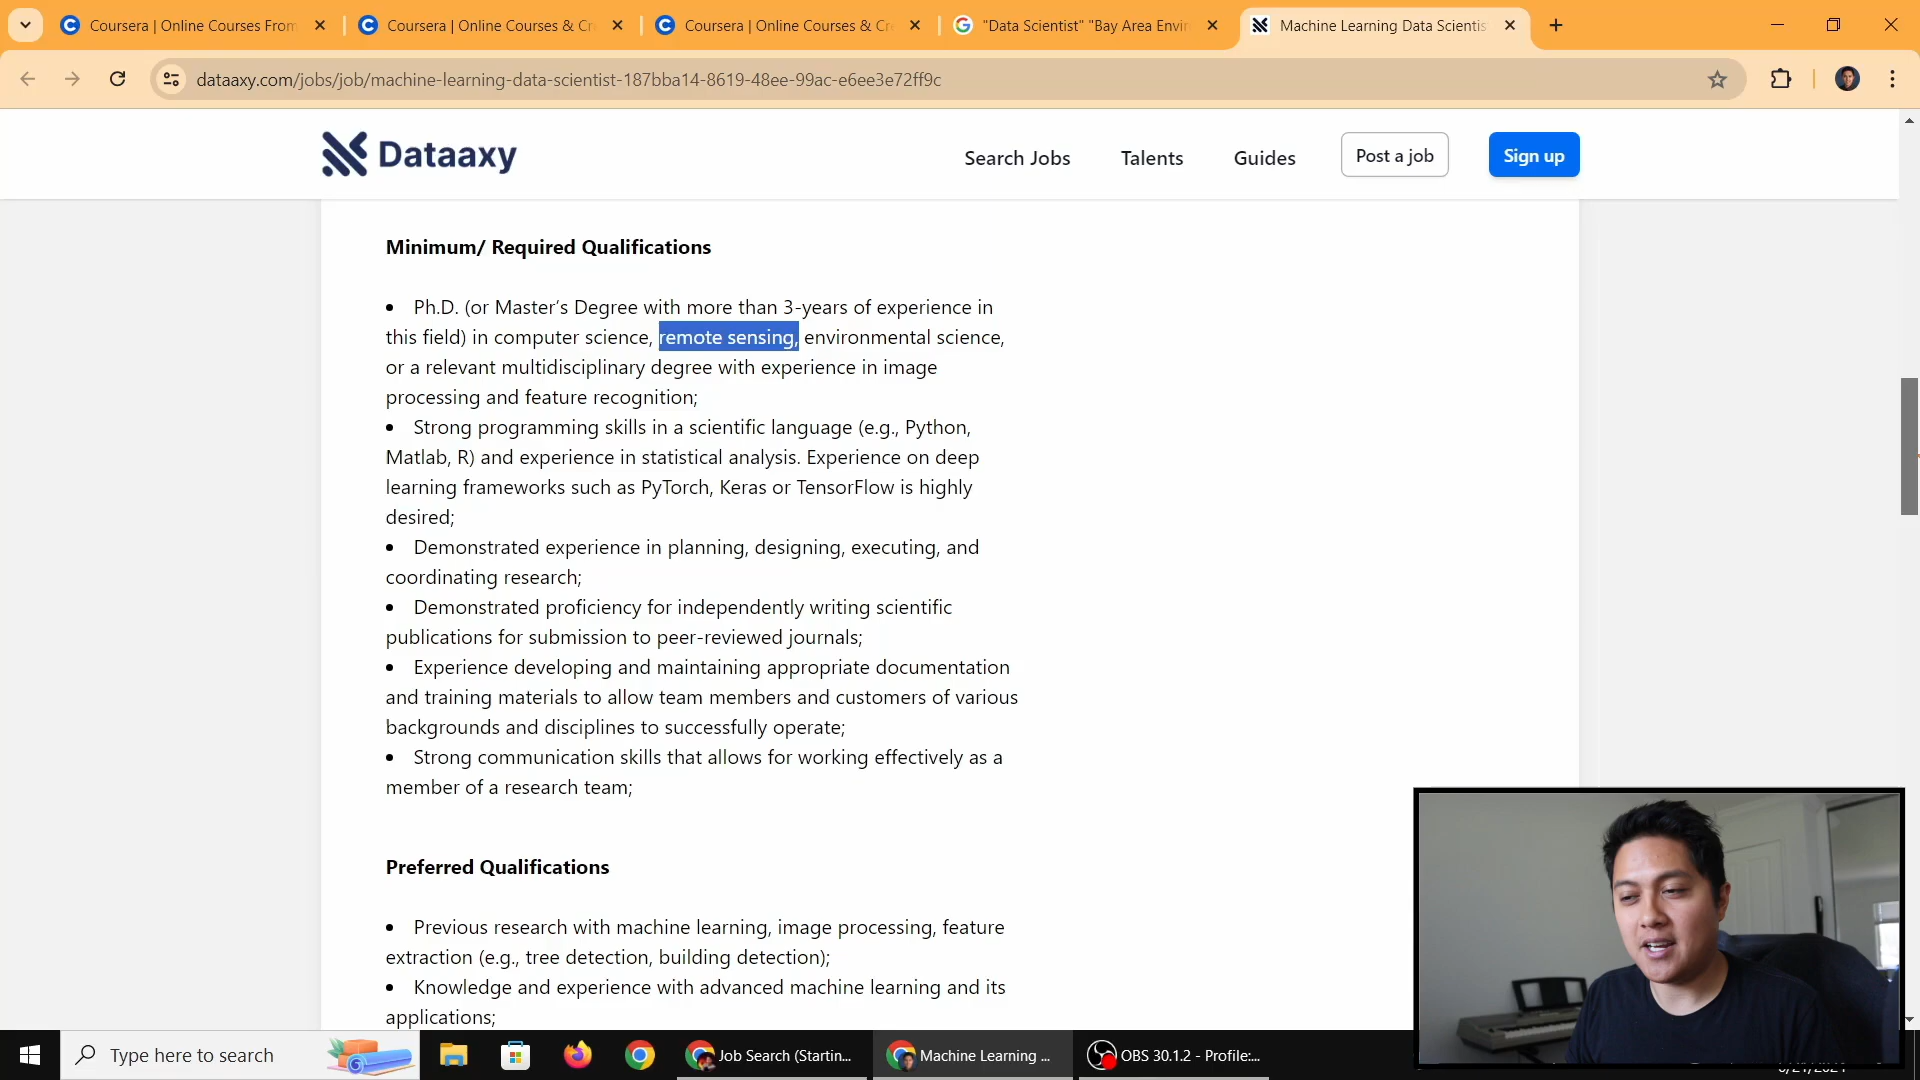 Coursera | Online Courses From
Coursera | Online Courses & Cr
Coursera | Online Courses & Cr
"Data Scientist" "Bay Area Envir
Machine Learning Data Scientis
dataaxy.com/jobs/job/machine-learning-data-scientist-187bba14-8619-48ee-99ac-e6ee3e72ff9c
Dataaxy
Search Jobs
Talents
Guides
Post a job
Sign up
Minimum/ Required Qualifications
• Ph.D. (or Master's Degree with more than 3-years of experience in
this field) in computer science, remote sensing, environmental science,
or a relevant multidisciplinary degree with experience in image
processing and feature recognition;
• Strong programming skills in a scientific language (e.g., Python,
Matlab, R) and experience in statistical analysis. Experience on deep
learning frameworks such as PyTorch, Keras or TensorFlow is highly
desired;
• Demonstrated experience in planning, designing, executing, and
coordinating research;
• Demonstrated proficiency for independently writing scientific
publications for submission to peer-reviewed journals;
• Experience developing and maintaining appropriate documentation
and training materials to allow team members and customers of various
backgrounds and disciplines to successfully operate;
• Strong communication skills that allows for working effectively as a
member of a research team;
Preferred Qualifications
• Previous research with machine learning, image processing, feature
extraction (e.g., tree detection, building detection);
• Knowledge and experience with advanced machine learning and its
applications;
Type here to search
Job Search (Startin...
Machine Learning ...
OBS 30.1.2 - Profile:...